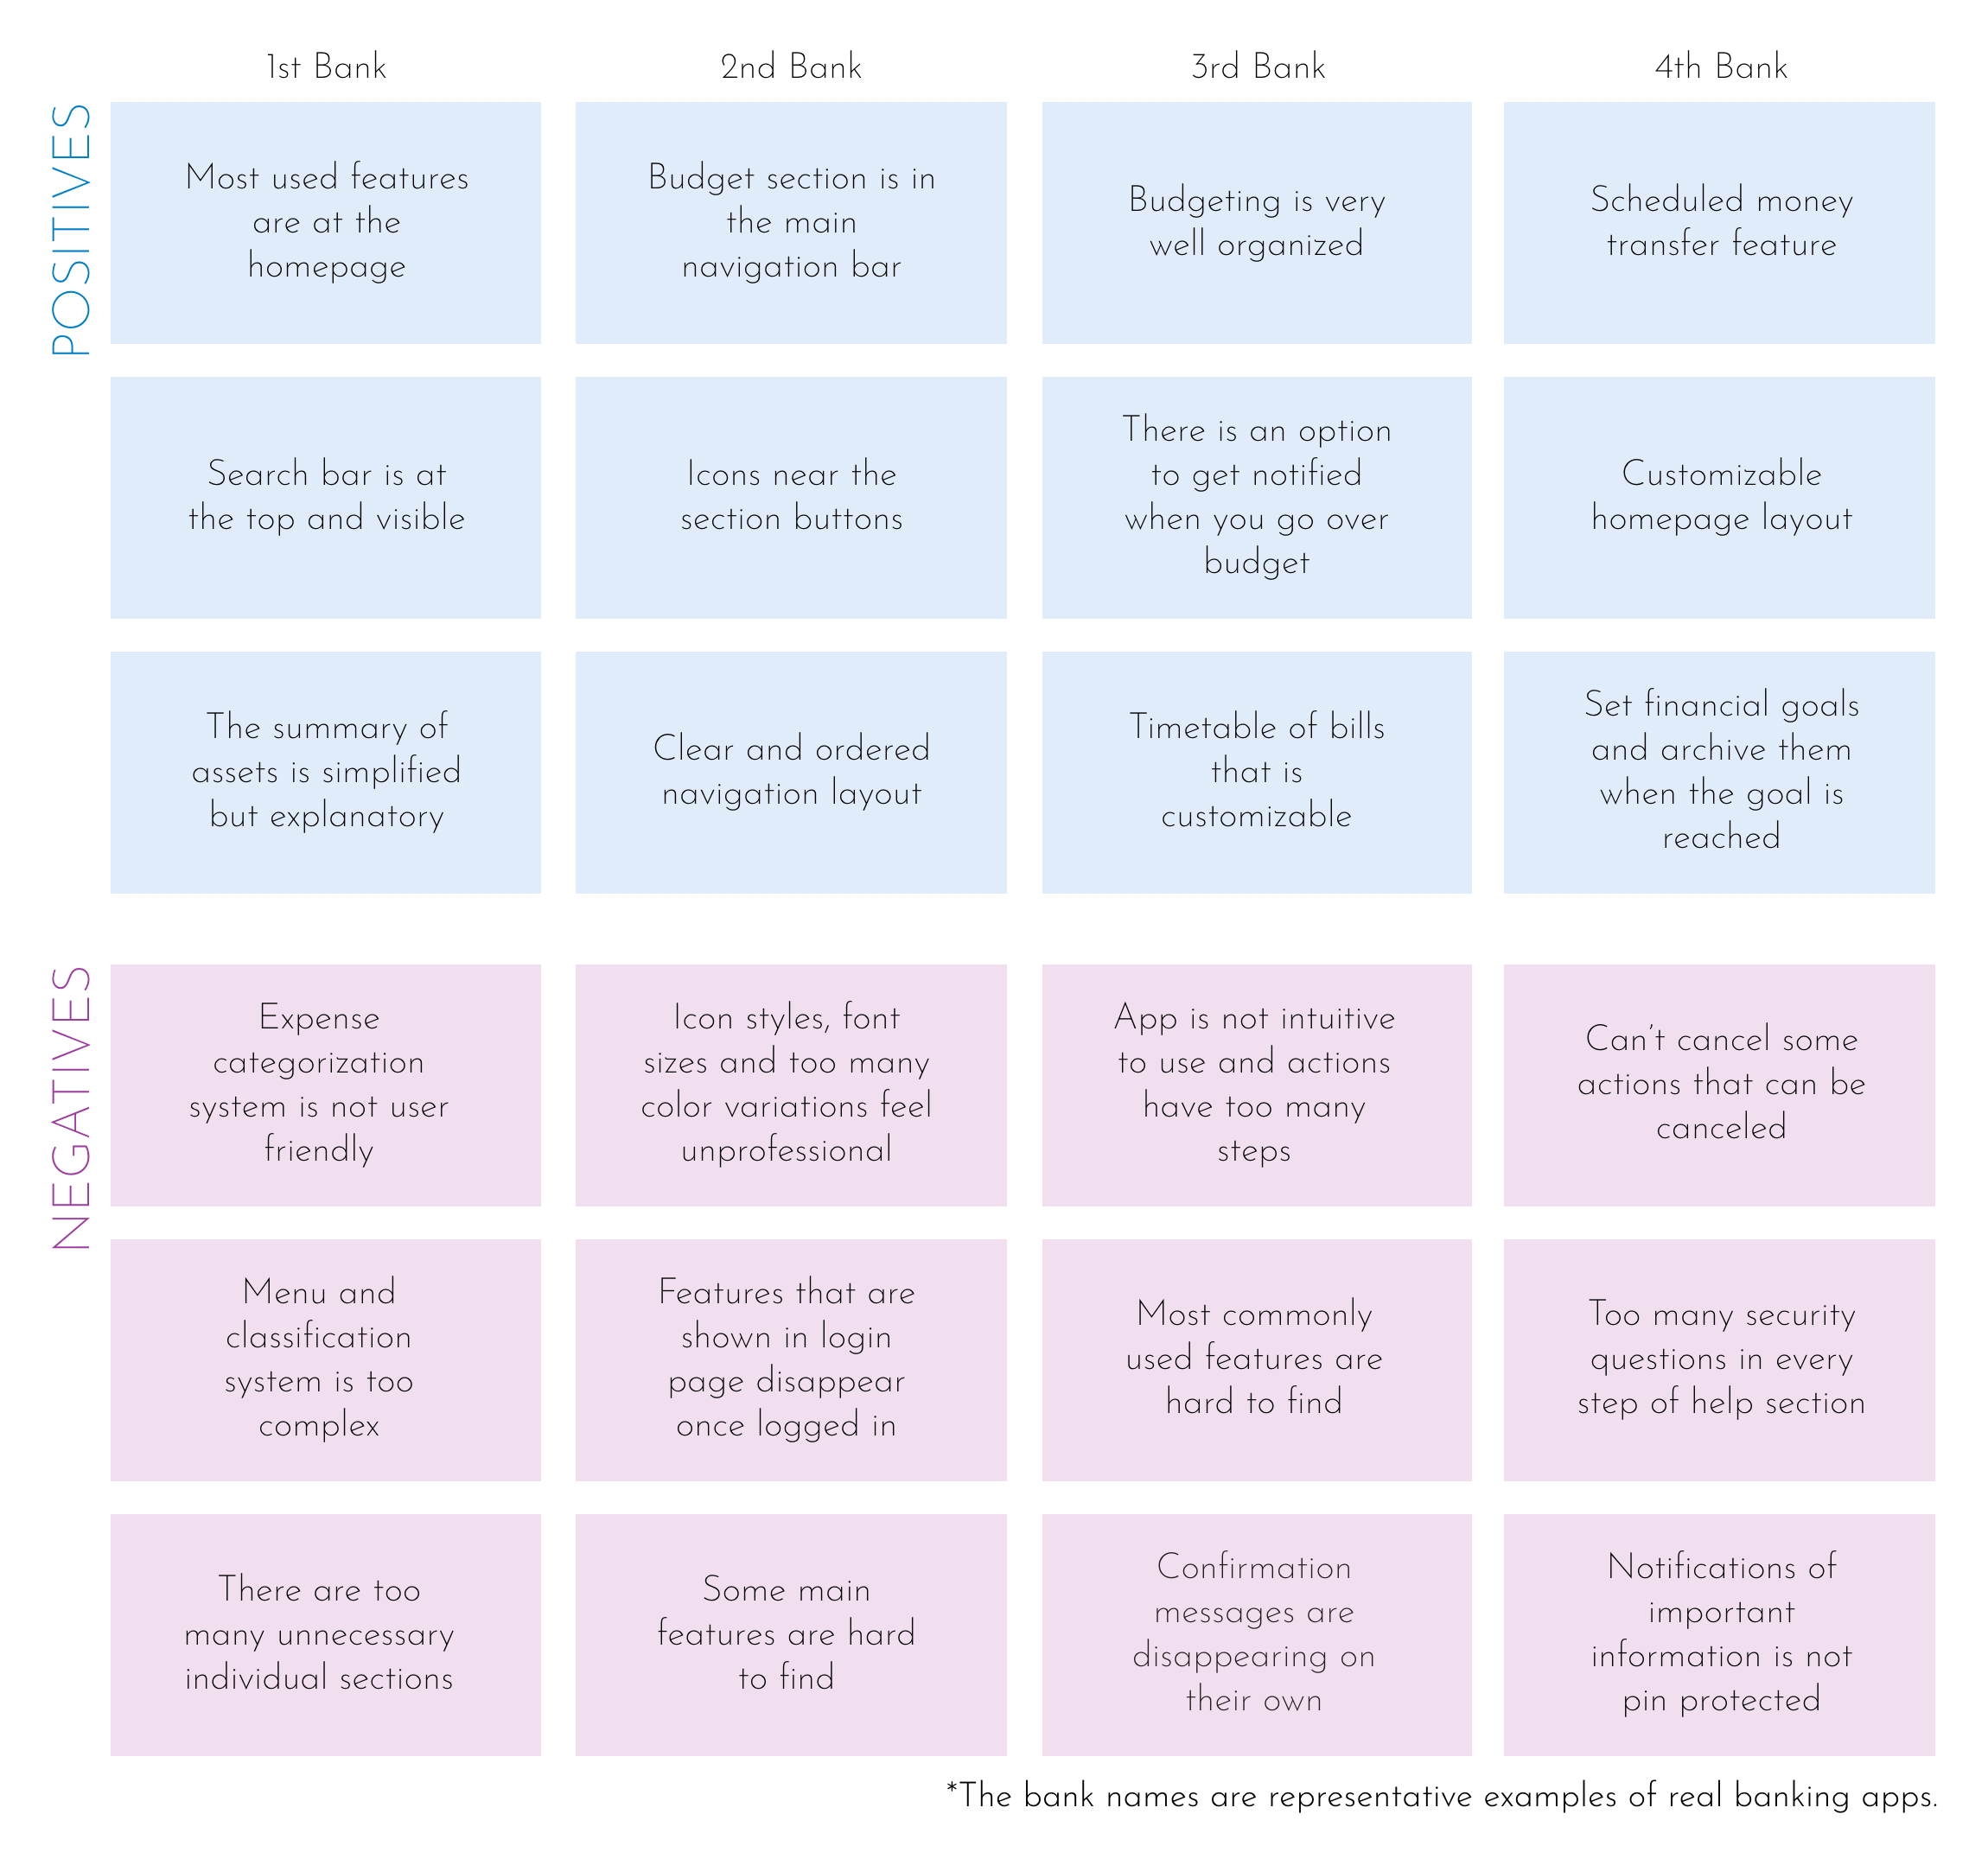 1st Bank
2nd Bank
3rd Bank
4th Bank
POSITIVES
Most used features
are at the
homepage
Budget section is in
the main
navigation bar
Budgeting is very
well organized
Scheduled money
transfer feature
Search bar is at
the top and visible
Icons near the
section buttons
There is an option
to get notified
when you go over
budget
Customizable
homepage layout
The summary of
assets is simplified
but explanatory
Clear and ordered
navigation layout
Timetable of bills
that is
customizable
Set financial goals
and archive them
when the goal is
reached
NEGATIVES
Expense
categorization
system is not user
friendly
Icon styles, font
sizes and too many
color variations feel
unprofessional
App is not intuitive
to use and actions
have too many
steps
Can't cancel some
actions that can be
canceled
Menu and
classification
system is too
complex
Features that are
shown in login
page disappear
once logged in
Most commonly
used features are
hard to find
Too many security
questions in every
step of help section
There are too
many unnecessary
individual sections
Some main
features are hard
to find
Confirmation
messages are
disappearing on
their own
Notifications of
important
information is not
pin protected
*The bank names are representative examples of real banking apps.